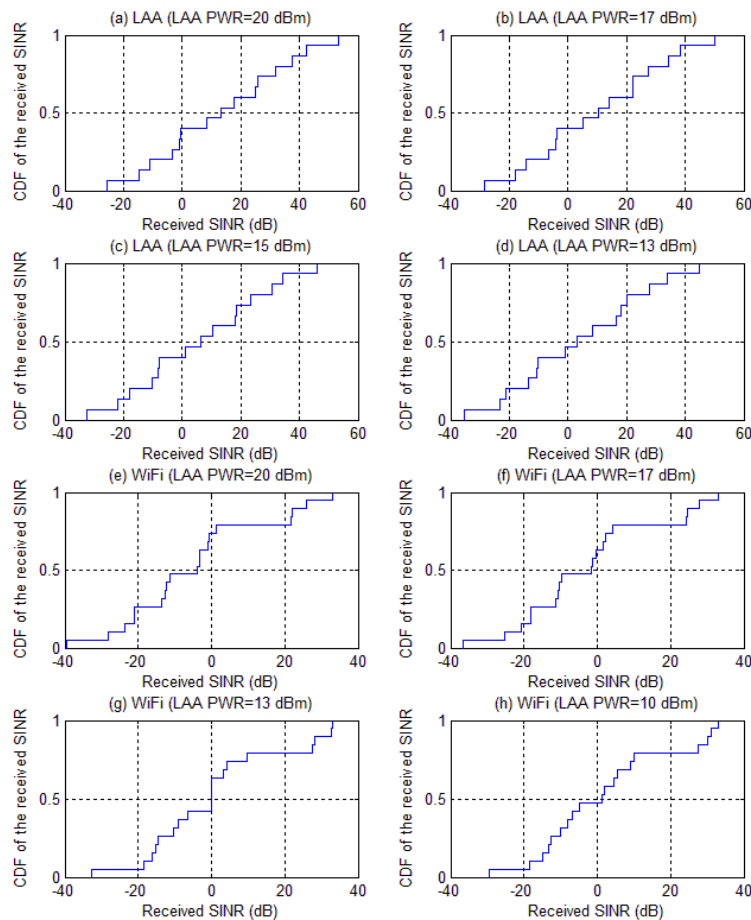 (a) LAA (LAA PWR=20 dBm)
CDF of the received SINR
1
0.5
0
-40 -20 0 20 40 60
Received SINR (dB)
(b) LAA (LAA PWR=17 dBm)
CDF of the received SINR
1
0.5
0
-40 -20 0 20 40 60
Received SINR (dB)
(c) LAA (LAA PWR=15 dBm)
CDF of the received SINR
1
0.5
0
-40 -20 0 20 40 60
Received SINR (dB)
(d) LAA (LAA PWR=13 dBm)
CDF of the received SINR
1
0.5
0
-40 -20 0 20 40 60
Received SINR (dB)
(e) WiFi (LAA PWR=20 dBm)
CDF of the received SINR
1
0.5
0
-40 -20 0 20 40
Received SINR (dB)
(f) WiFi (LAA PWR=17 dBm)
CDF of the received SINR
1
0.5
0
-40 -20 0 20 40
Received SINR (dB)
(g) WiFi (LAA PWR=13 dBm)
CDF of the received SINR
1
0.5
0
-40 -20 0 20 40
Received SINR (dB)
(h) WiFi (LAA PWR=10 dBm)
CDF of the received SINR
1
0.5
0
-40 -20 0 20 40
Received SINR (dB)